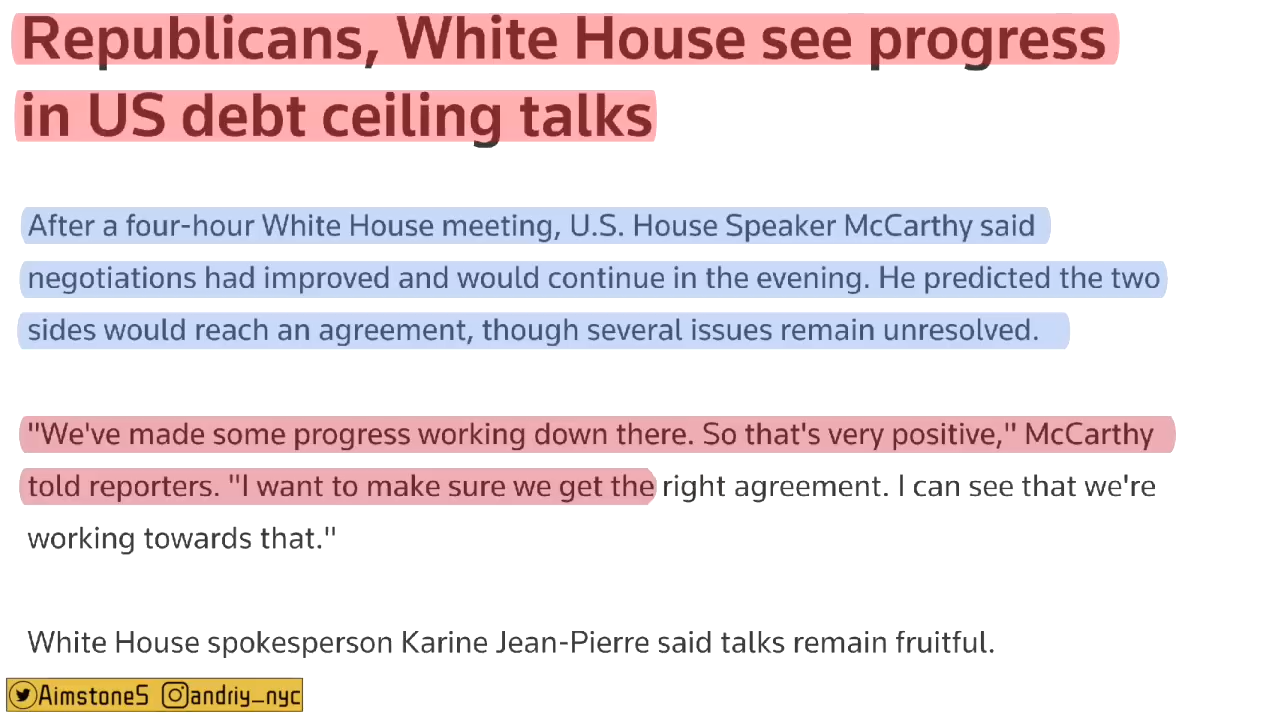 Republicans, White House see progress
in US debt ceiling talks
After a four-hour White House meeting, U.S. House Speaker McCarthy said
negotiations had improved and would continue in the evening. He predicted the two
sides would reach an agreement, though several issues remain unresolved.
"We've made some progress working down there. So that's very positive," McCarthy
told reporters. "I want to make sure we get the right agreement. I can see that we're
working towards that."
White House spokesperson Karine Jean-Pierre said talks remain fruitful.
Aimstone5 andriy_nyc